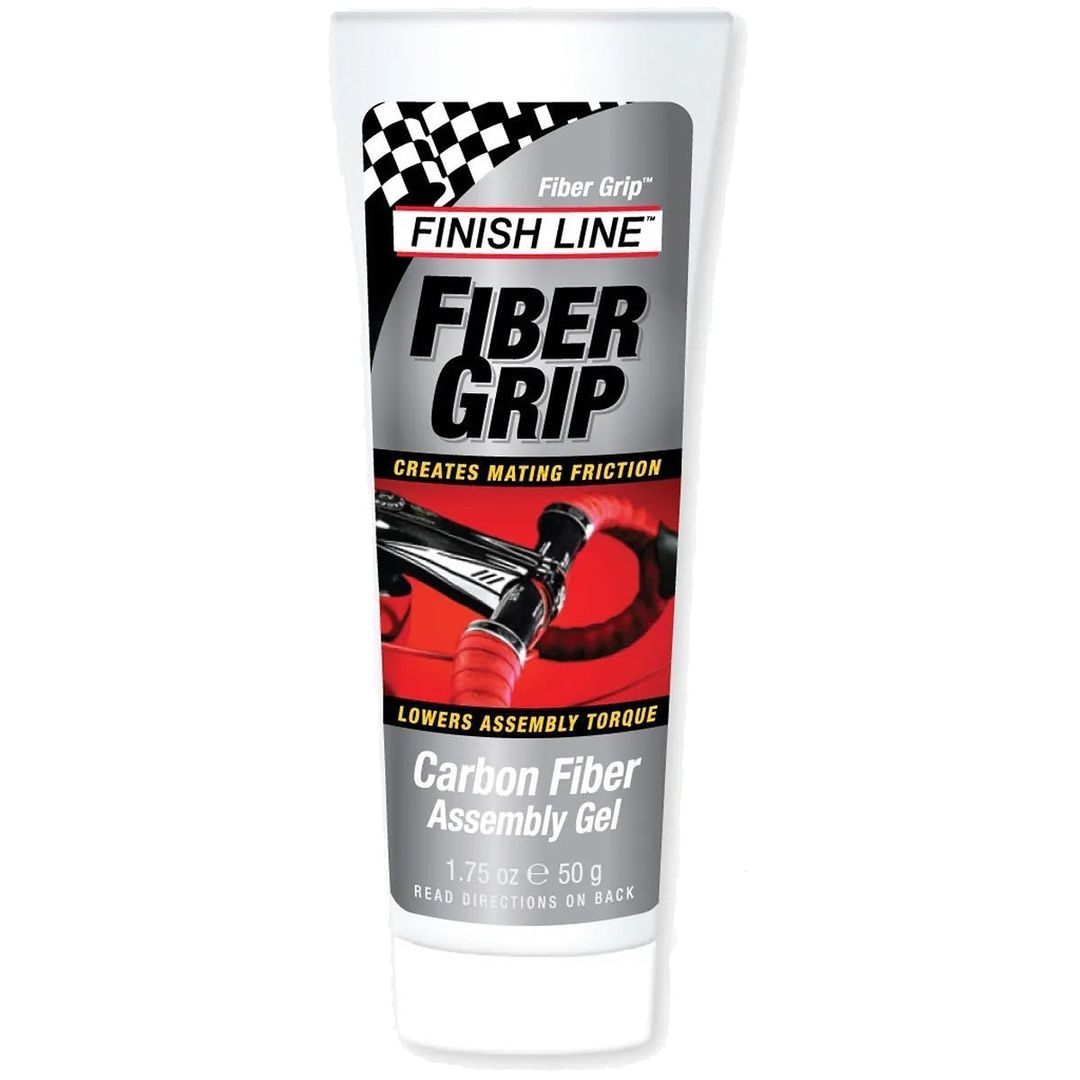 Fiber Grip™
FINISH LINE™
FIBER
GRIP
CREATES MATING FRICTION
LOWERS ASSEMBLY TORQUE
Carbon Fiber
Assembly Gel
1.75 oz ℮ 50 g
READ DIRECTIONS ON BACK